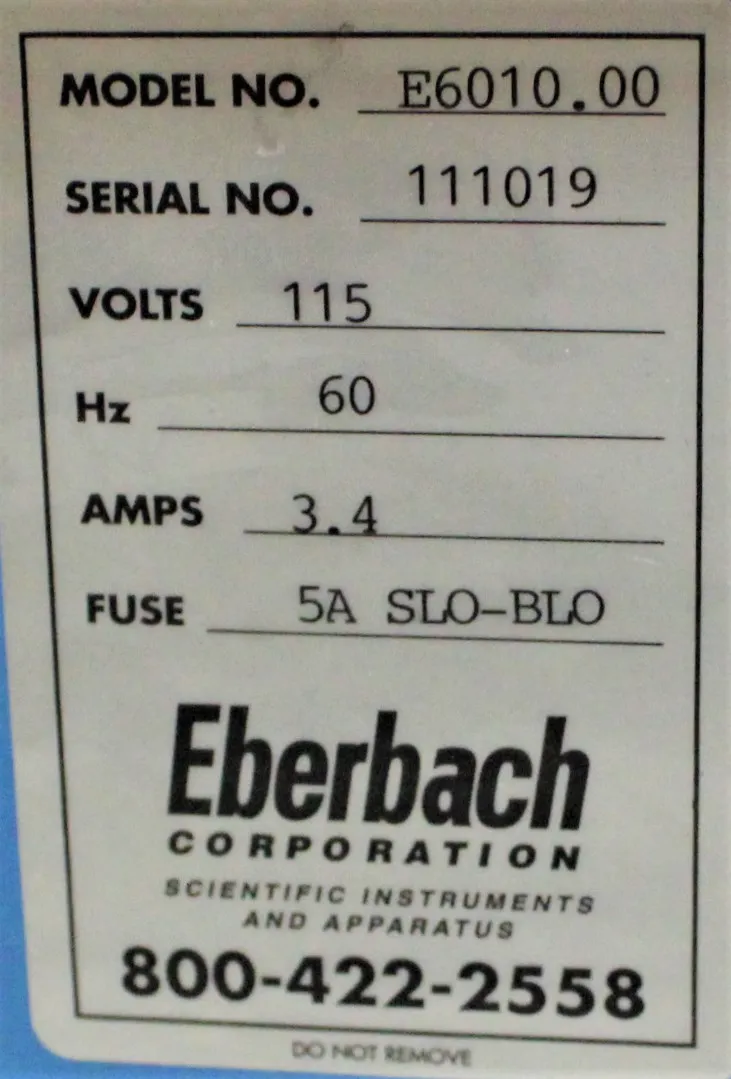 MODEL NO. E6010.00
SERIAL NO. 111019
VOLTS 115
Hz 60
AMPS 3.4
FUSE 5A SLO-BLO
Eberbach
CORPORATION
SCIENTIFIC INSTRUMENTS
AND APPARATUS
800-422-2558
DO NOT REMOVE